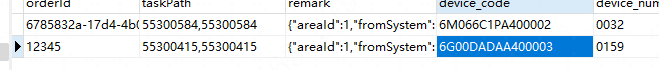 orderId taskPath remark device_code device_num
6785832a-17d4-4b0 55300584,55300584 {"areaId":1,"fromSystem": 6M066C1PA400002 0032
12345 55300415,55300415 {"areaId":1,"fromSystem": 6G00DADAA400003 0159